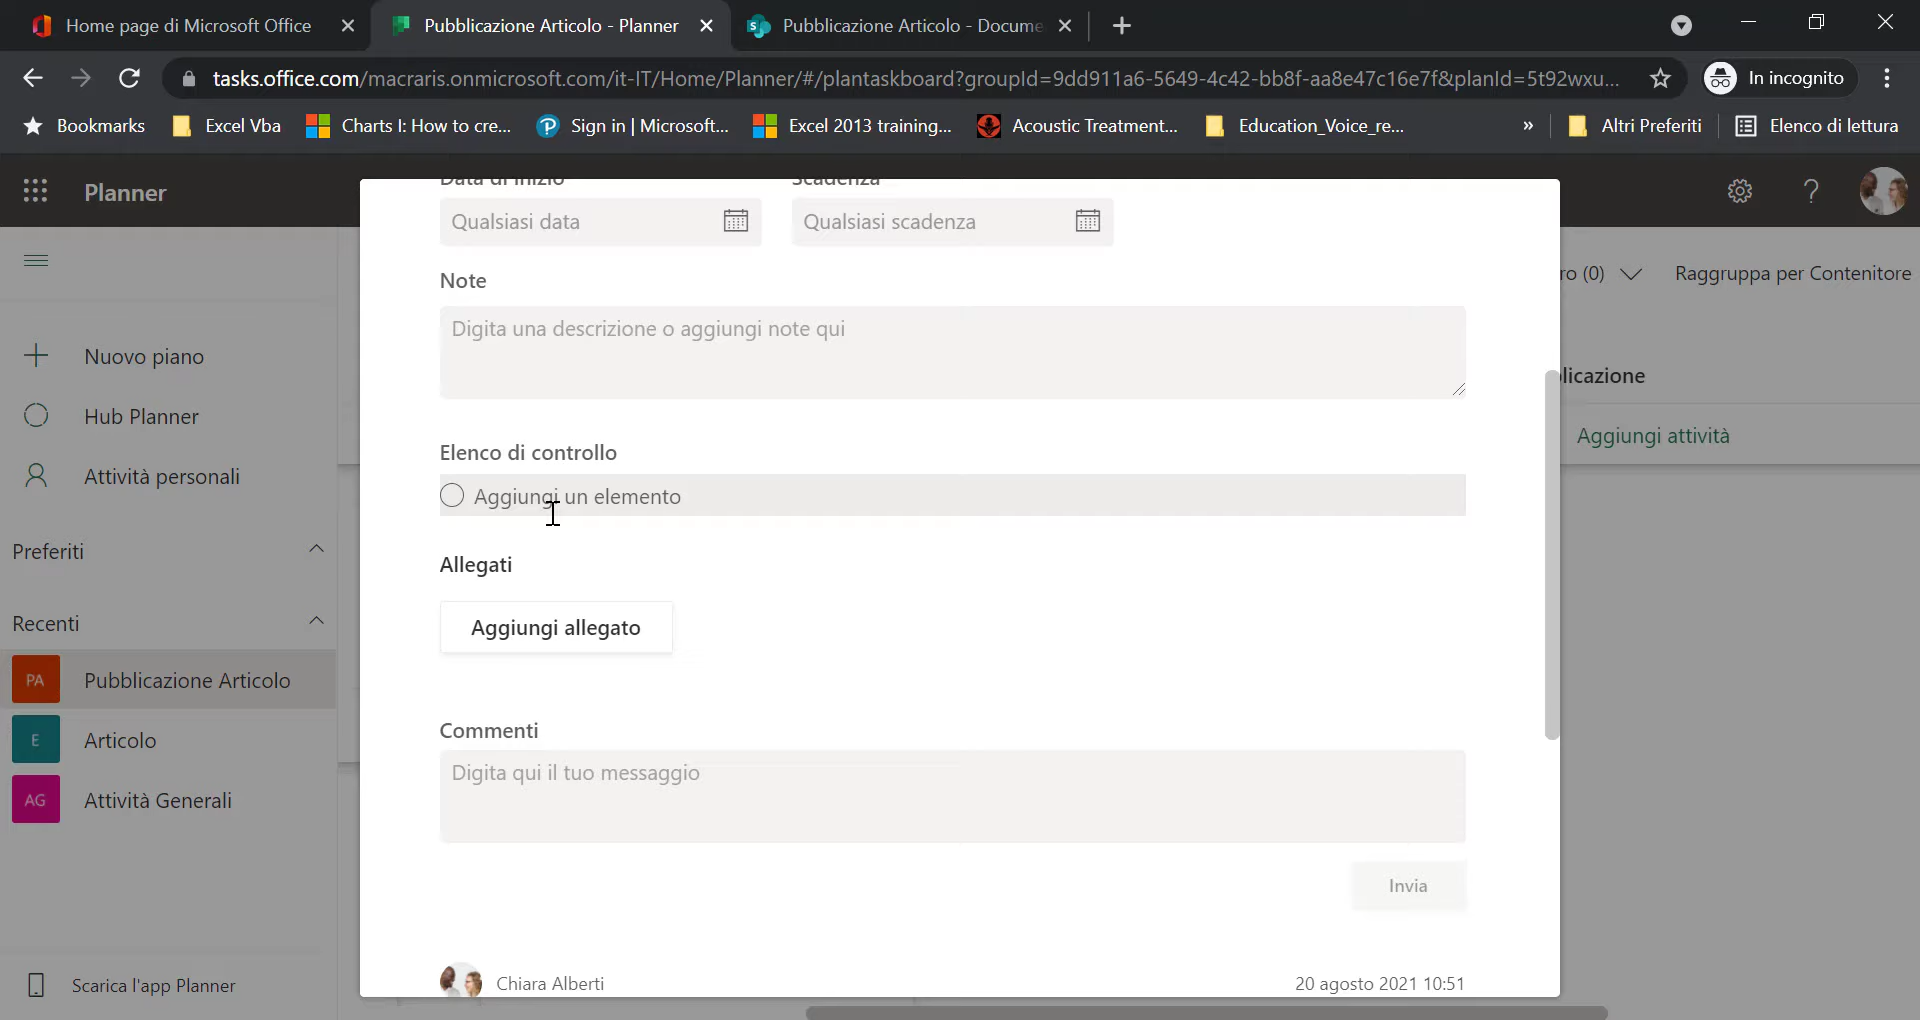 Home page di Microsoft Office
Pubblicazione Articolo - Planner
Pubblicazione Articolo - Docume
tasks.office.com/macraris.onmicrosoft.com/it-IT/Home/Planner/#/plantaskboard?groupId=9dd911a6-5649-4c42-bb8f-aa8e47c16e7f&planId=5t92wxu...
In incognito
Bookmarks
Excel Vba
Charts I: How to cre...
Sign in | Microsoft...
Excel 2013 training...
Acoustic Treatment...
Education_Voice_re...
»
Altri Preferiti
Elenco di lettura
Planner
?
Data di inizio
Scadenza
Qualsiasi data
Qualsiasi scadenza
ro (0)
Raggruppa per Contenitore
Note
Digita una descrizione o aggiungi note qui
Nuovo piano
Hub Planner
Attività personali
Preferiti
Recenti
PA
Pubblicazione Articolo
E
Articolo
AG
Attività Generali
Scarica l'app Planner
licazione
Aggiungi attività
Elenco di controllo
Aggiungi un elemento
Allegati
Aggiungi allegato
Commenti
Digita qui il tuo messaggio
Invia
Chiara Alberti
20 agosto 2021 10:51